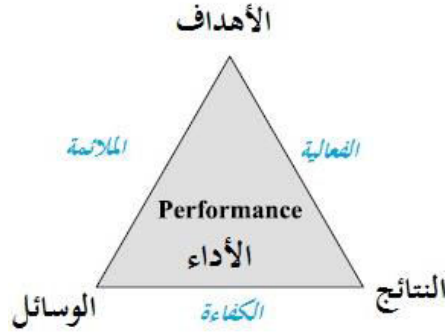 الأهداف
الفعالية
الملائمة
Performance
الأداء
النتائج
الوسائل
الكفاءة